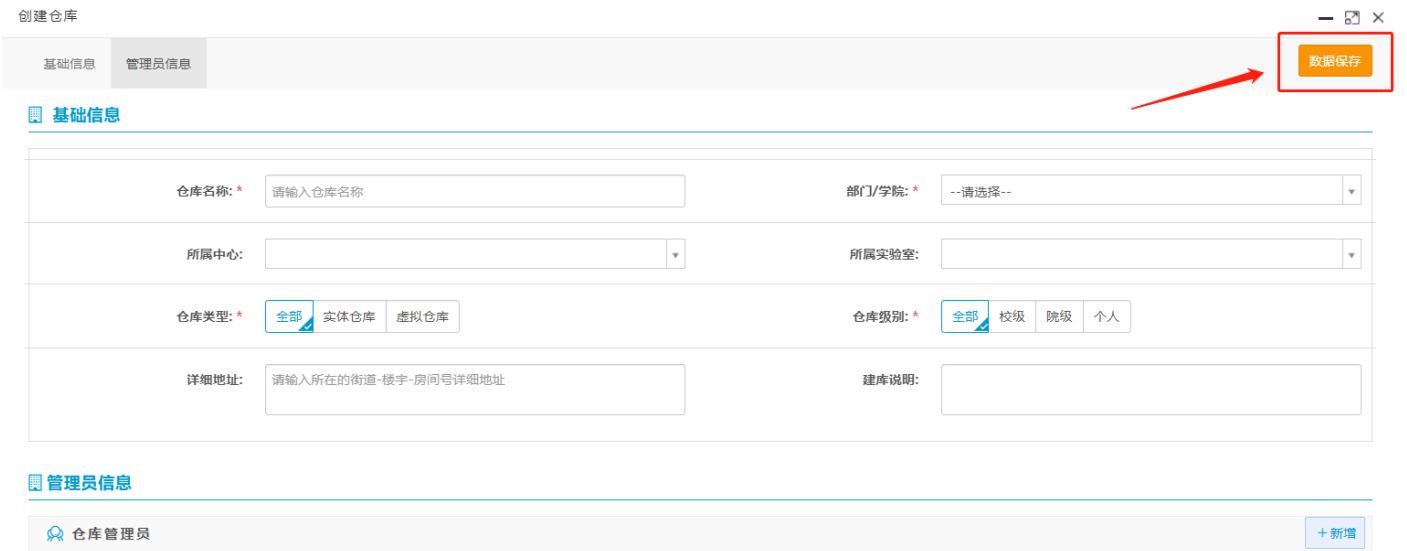 创建仓库
基础信息 管理员信息 数据保存
基础信息
仓库名称: * 请输入仓库名称 部门/学院: * --请选择--
所属中心: 所属实验室:
仓库类型: * 全部 实体仓库 虚拟仓库 仓库级别: * 全部 校级 院级 个人
详细地址: 请输入所在的街道-楼宇-房间号详细地址 建库说明:
管理员信息
仓库管理员 +新增